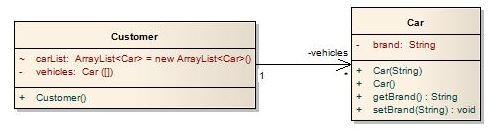 Customer
~ carList: ArrayList<Car> = new ArrayList<Car>()
- vehicles: Car ([])
+ Customer()
-vehicles
1
*
Car
- brand: String
+ Car(String)
+ Car()
+ getBrand() : String
+ setBrand(String) : void